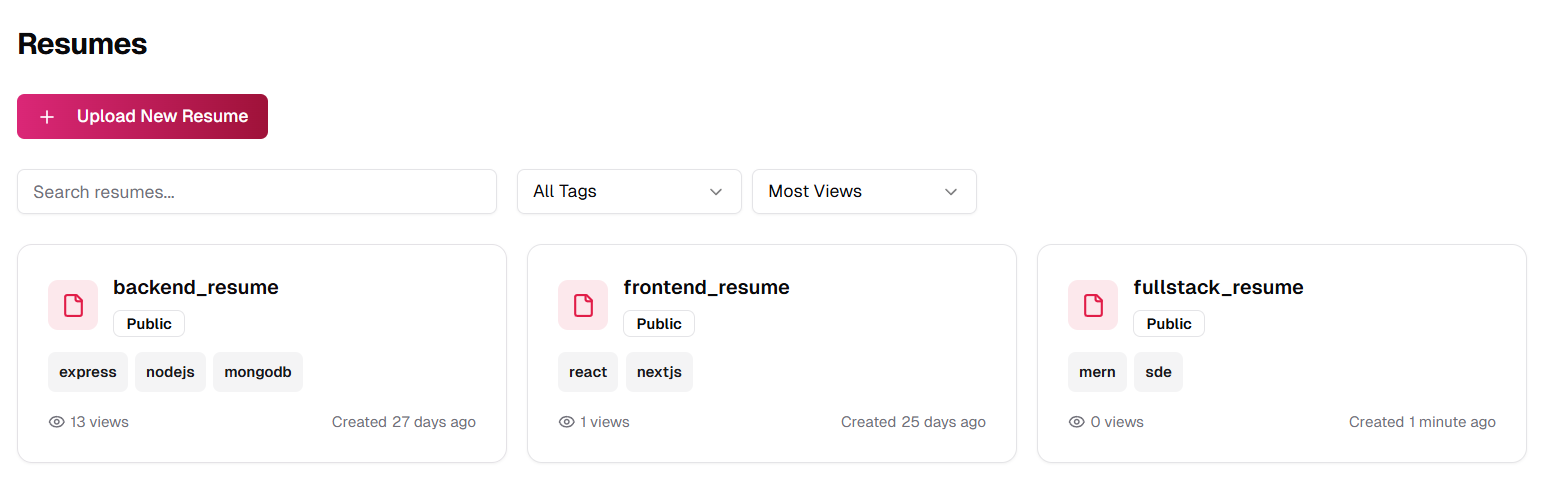 Resumes
+ Upload New Resume
Search resumes...
All Tags
Most Views
backend_resume
Public
express nodejs mongodb
13 views Created 27 days ago
frontend_resume
Public
react nextjs
1 views Created 25 days ago
fullstack_resume
Public
mern sde
0 views Created 1 minute ago